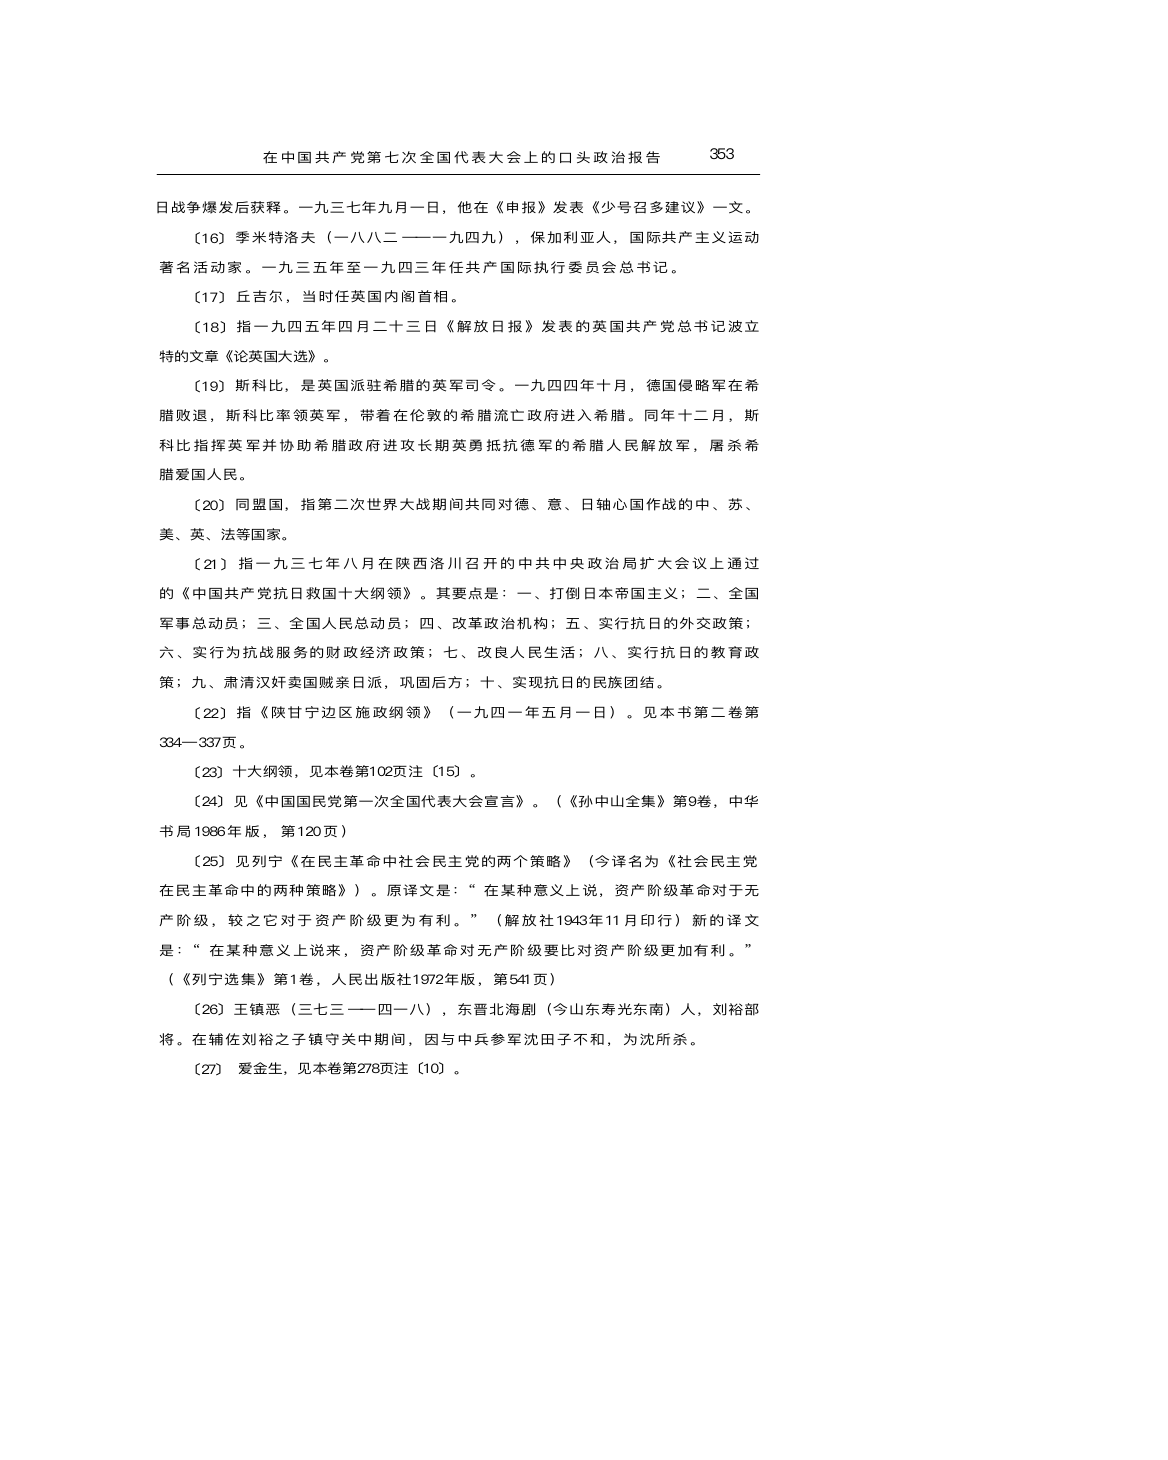 在中国共产党第七次全国代表大会上的口头政治报告 353
日战争爆发后获释。一九三七年九月一日，他在《申报》发表《少号召多建议》一文。
〔16〕季米特洛夫（一八八二——一九四九），保加利亚人，国际共产主义运动
著名活动家。一九三五年至一九四三年任共产国际执行委员会总书记。
〔17〕丘吉尔，当时任英国内阁首相。
〔18〕指一九四五年四月二十三日《解放日报》发表的英国共产党总书记波立
特的文章《论英国大选》。
〔19〕斯科比，是英国派驻希腊的英军司令。一九四四年十月，德国侵略军在希
腊败退，斯科比率领英军，带着在伦敦的希腊流亡政府进入希腊。同年十二月，斯
科比指挥英军并协助希腊政府进攻长期英勇抵抗德军的希腊人民解放军，屠杀希
腊爱国人民。
〔20〕同盟国，指第二次世界大战期间共同对德、意、日轴心国作战的中、苏、
美、英、法等国家。
〔21〕指一九三七年八月在陕西洛川召开的中共中央政治局扩大会议上通过
的《中国共产党抗日救国十大纲领》。其要点是：一、打倒日本帝国主义；二、全国
军事总动员；三、全国人民总动员；四、改革政治机构；五、实行抗日的外交政策；
六、实行为抗战服务的财政经济政策；七、改良人民生活；八、实行抗日的教育政
策；九、肃清汉奸卖国贼亲日派，巩固后方；十、实现抗日的民族团结。
〔22〕指《陕甘宁边区施政纲领》（一九四一年五月一日）。见本书第二卷第
334—337页。
〔23〕十大纲领，见本卷第102页注〔15〕。
〔24〕见《中国国民党第一次全国代表大会宣言》。（《孙中山全集》第9卷，中华
书局1986年版，第120页）
〔25〕见列宁《在民主革命中社会民主党的两个策略》（今译名为《社会民主党
在民主革命中的两种策略》）。原译文是：“在某种意义上说，资产阶级革命对于无
产阶级，较之它对于资产阶级更为有利。”（解放社1943年11月印行）新的译文
是：“在某种意义上说来，资产阶级革命对无产阶级要比对资产阶级更加有利。”
（《列宁选集》第1卷，人民出版社1972年版，第541页）
〔26〕王镇恶（三七三——四一八），东晋北海剧（今山东寿光东南）人，刘裕部
将。在辅佐刘裕之子镇守关中期间，因与中兵参军沈田子不和，为沈所杀。
〔27〕 爱金生，见本卷第278页注〔10〕。